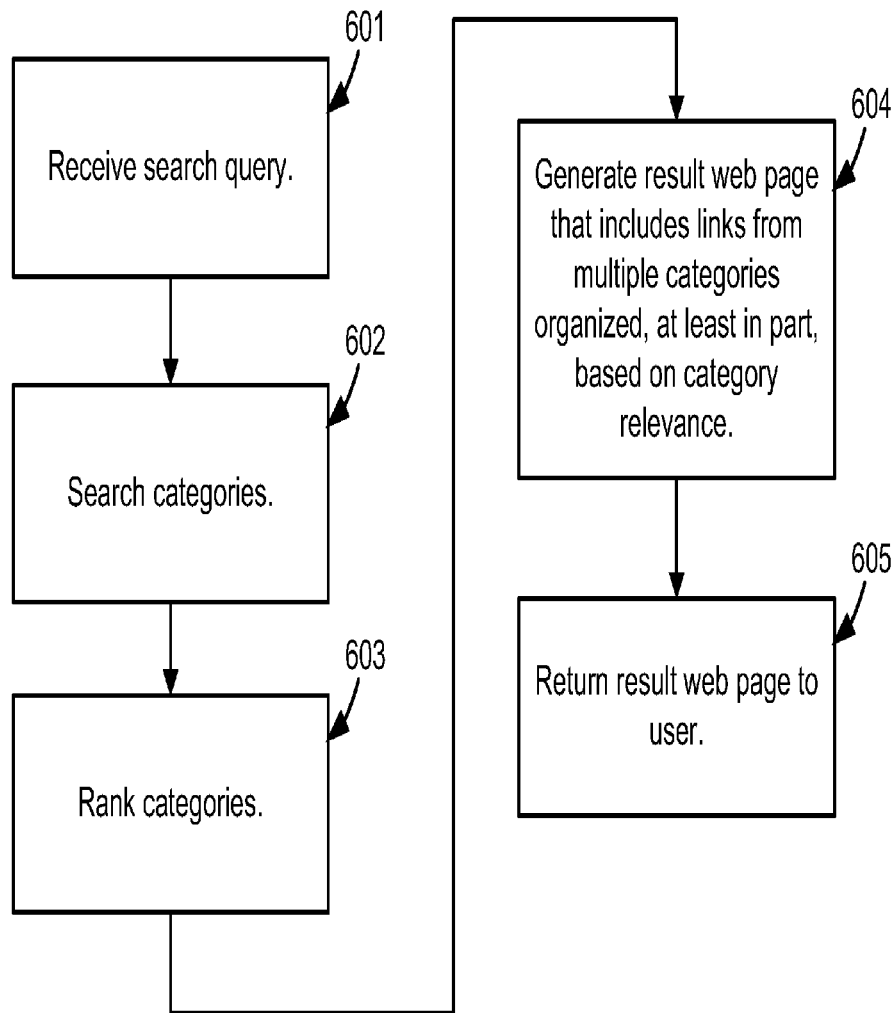 601
Receive search query.
602
Search categories.
603
Rank categories.
604
Generate result web page
that includes links from
multiple categories
organized, at least in part,
based on category
relevance.
605
Return result web page to
user.